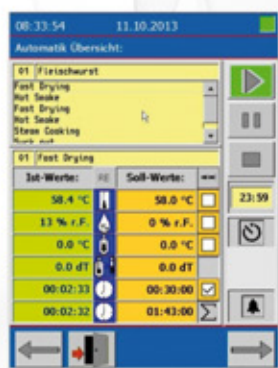 08:33:54 11.10.2013
Automatik Übersicht:
01 Fleischwurst
Fast Drying
Hot Smoke
Fast Drying
Hot Smoke
Steam Cooking
Suck out
01 Fast Drying
Ist-Werte: RE Soll-Werte:
58.4 °C 58.0 °C
13 % r.F. 0 % r.F.
0.0 °C 0.0 °C
0.0 dT 0.0 dT
00:02:33 00:30:00
00:02:32 01:43:00 Σ
23:59